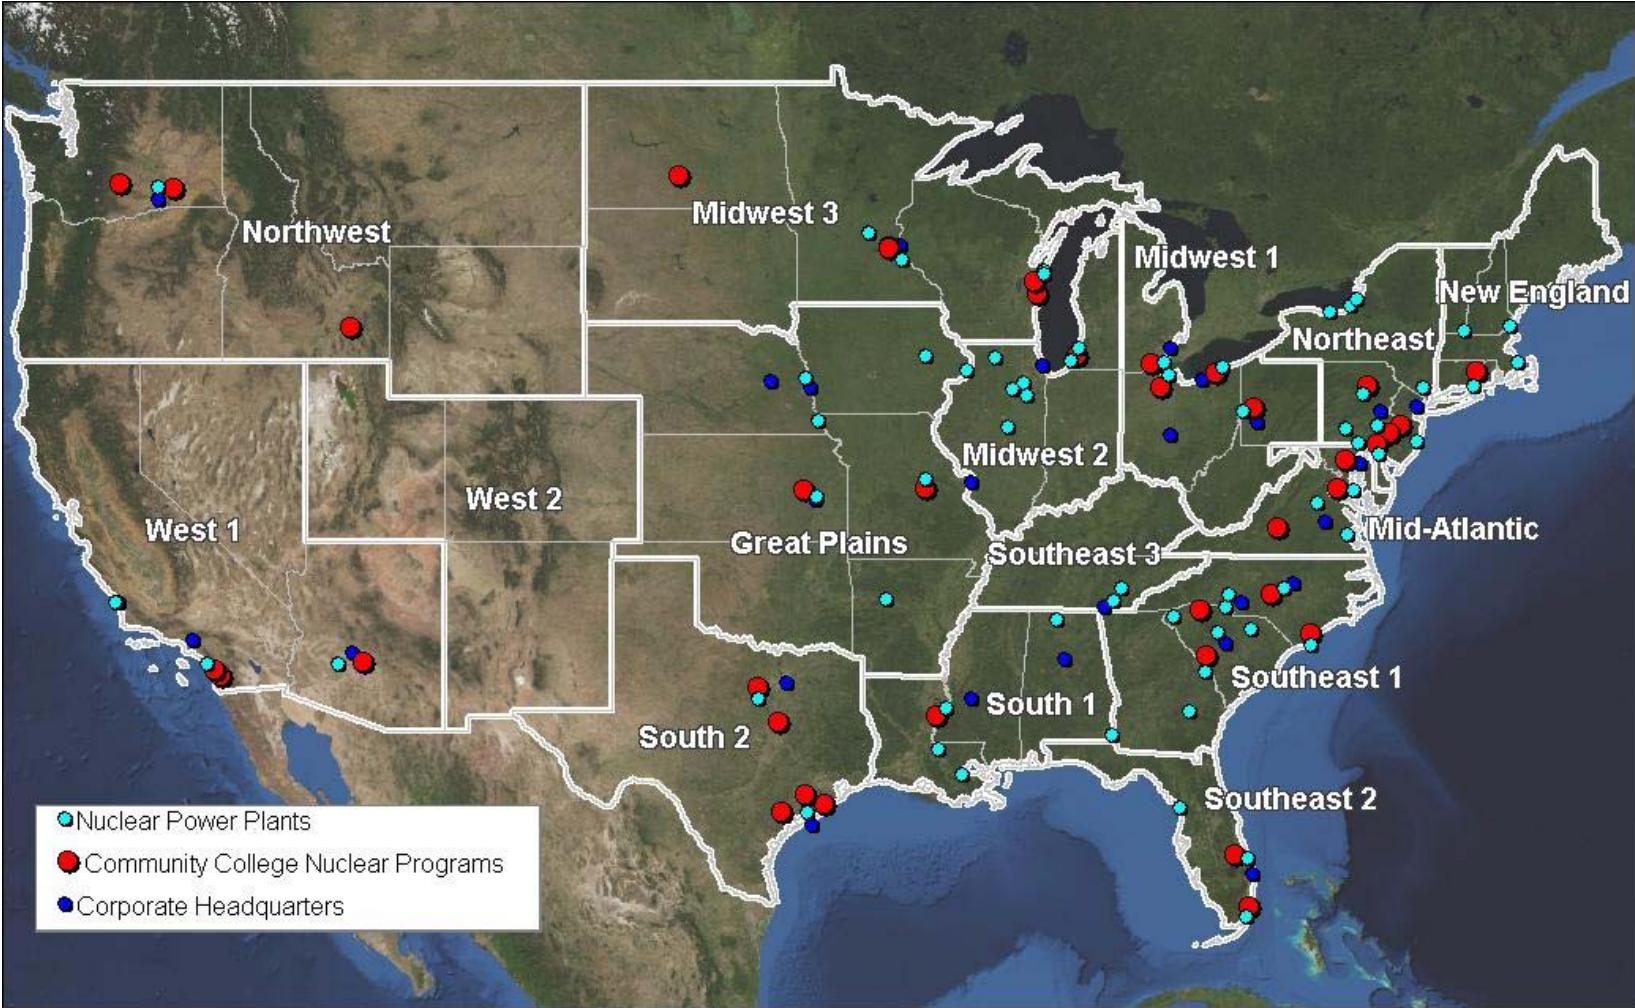 Northwest
Midwest 3
Midwest 1
New England
Northeast
Midwest 2
West 2
West 1
Great Plains
Southeast 3
Mid-Atlantic
Southeast 1
South 1
South 2
Southeast 2
Nuclear Power Plants
Community College Nuclear Programs
Corporate Headquarters